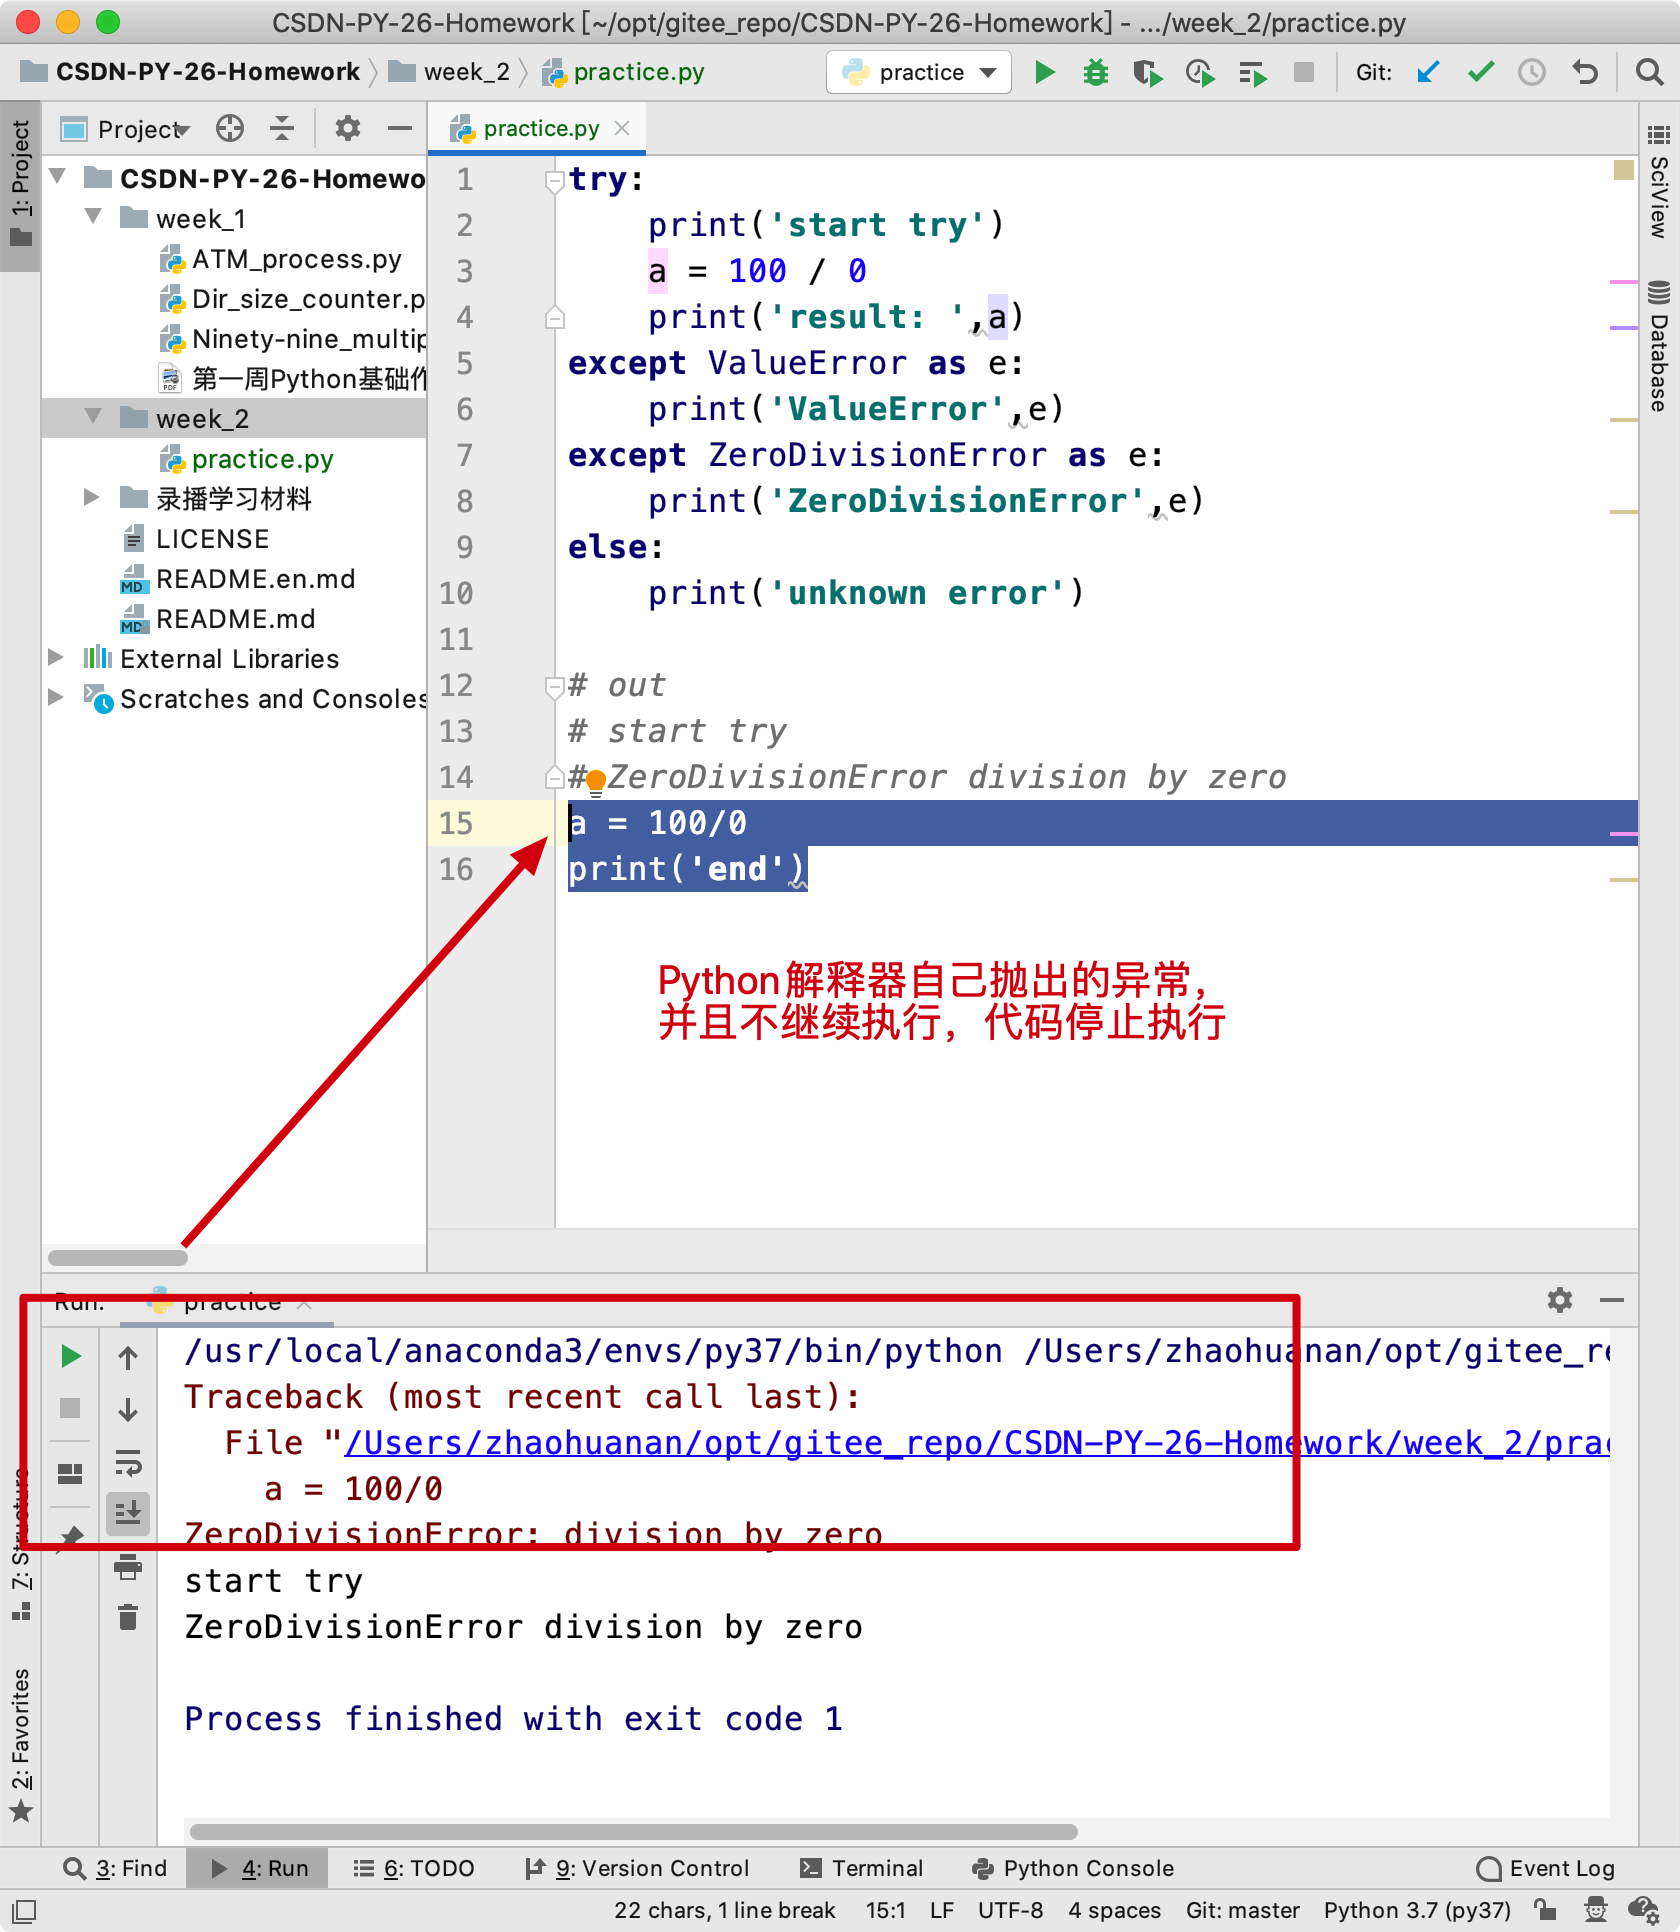 CSDN-PY-26-Homework [~/opt/gitee_repo/CSDN-PY-26-Homework] - .../week_2/practice.py
CSDN-PY-26-Homework week_2 practice.py practice Git:
1: Project
Project
practice.py
SciView
Database
CSDN-PY-26-Homewo
week_1
ATM_process.py
Dir_size_counter.p
Ninety-nine_multip
第一周Python基础作
week_2
practice.py
录播学习材料
LICENSE
README.en.md
README.md
External Libraries
Scratches and Consoles
1 try:
2 print('start try')
3 a = 100 / 0
4 print('result: ',a)
5 except ValueError as e:
6 print('ValueError',e)
7 except ZeroDivisionError as e:
8 print('ZeroDivisionError',e)
9 else:
10 print('unknown error')
11
12 # out
13 # start try
14 # ZeroDivisionError division by zero
15 a = 100/0
16 print('end')
Python解释器自己抛出的异常，
并且不继续执行，代码停止执行
Run: practice
/usr/local/anaconda3/envs/py37/bin/python /Users/zhaohuanan/opt/gitee_re
Traceback (most recent call last):
File "/Users/zhaohuanan/opt/gitee_repo/CSDN-PY-26-Homework/week_2/prac
a = 100/0
ZeroDivisionError: division by zero
start try
ZeroDivisionError division by zero
Process finished with exit code 1
7: Structure
2: Favorites
3: Find 4: Run 6: TODO 9: Version Control Terminal Python Console Event Log
22 chars, 1 line break 15:1 LF UTF-8 4 spaces Git: master Python 3.7 (py37)